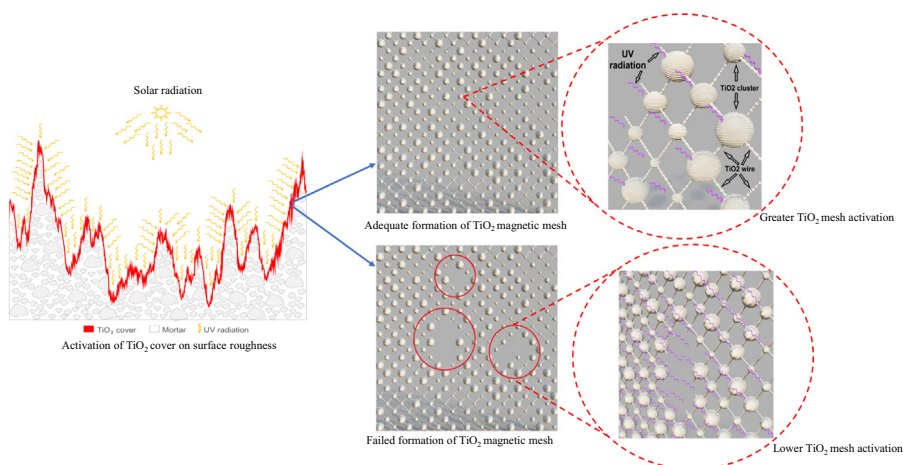 Solar radiation
TiO₂ cover
Mortar
UV radiation
Activation of TiO₂ cover on surface roughness
Adequate formation of TiO₂ magnetic mesh
Failed formation of TiO₂ magnetic mesh
UV
radiation
TiO2 cluster
TiO2 wire
Greater TiO₂ mesh activation
Lower TiO₂ mesh activation